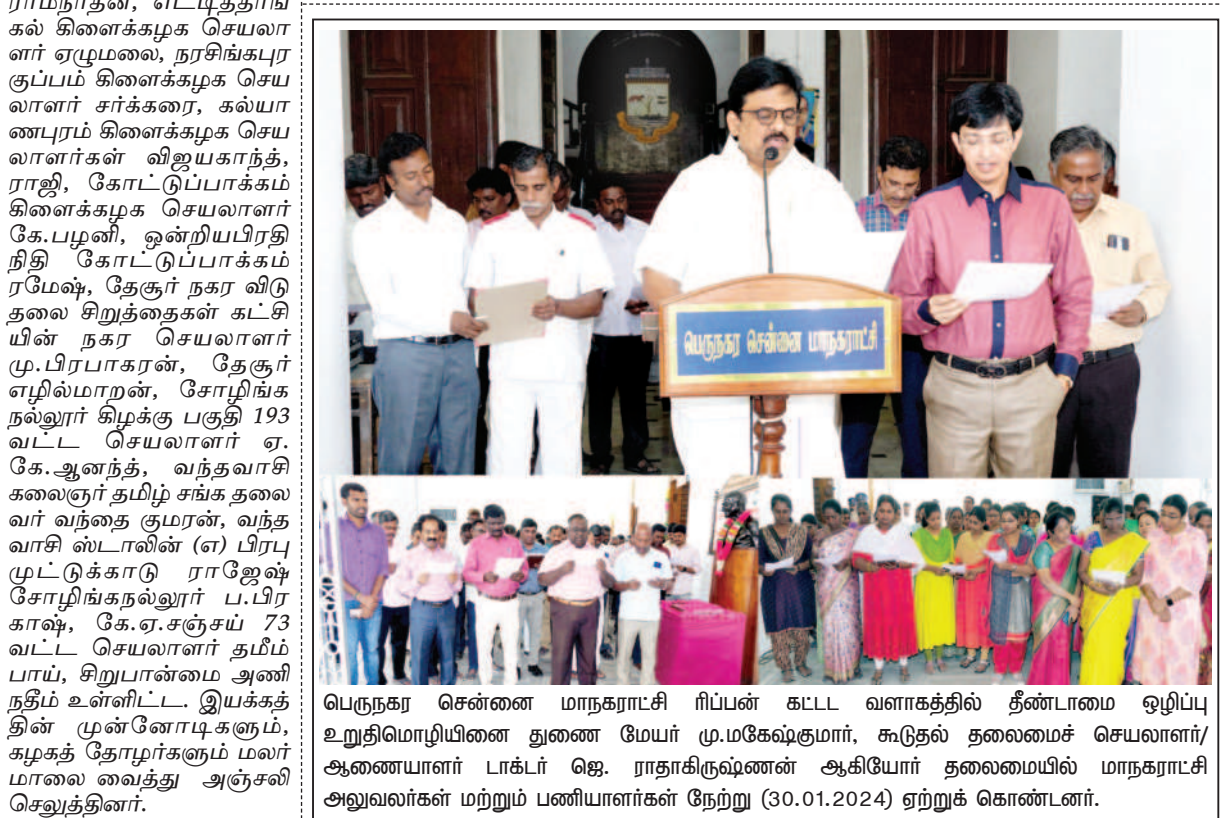 ராமநாதன், எட்டித்தாங்
கல் கிளைக்கழக செயலா
ளர் ஏழுமலை, நரசிங்கபுர
குப்பம் கிளைக்கழக செய
லாளர் சர்க்கரை, கல்யா
ணபுரம் கிளைக்கழக செய
லாளர்கள் விஜயகாந்த்,
ராஜி, கோட்டுப்பாக்கம்
கிளைக்கழக செயலாளர்
கே.பழனி, ஒன்றியபிரதி
நிதி கோட்டுப்பாக்கம்
ரமேஷ், தேசூர் நகர விடு
தலை சிறுத்தைகள் கட்சி
யின் நகர செயலாளர்
மு.பிரபாகரன், தேசூர்
எழில்மாறன், சோழிங்க
நல்லூர் கிழக்கு பகுதி 193
வட்ட செயலாளர் ஏ.
கே.ஆனந்த், வந்தவாசி
கலைஞர் தமிழ் சங்க தலை
வர் வந்தை குமரன், வந்த
வாசி ஸ்டாலின் (எ) பிரபு
முட்டுக்காடு ராஜேஷ்
சோழிங்கநல்லூர் ப.பிர
காஷ், கே.ஏ.சஞ்சய் 73
வட்ட செயலாளர் தமீம்
பாய், சிறுபான்மை அணி
நதீம் உள்ளிட்ட. இயக்கத்
தின் முன்னோடிகளும்,
கழகத் தோழர்களும் மலர்
மாலை வைத்து அஞ்சலி
செலுத்தினர்.
பெருநகர சென்னை மாநகராட்சி
பெருநகர சென்னை மாநகராட்சி ரிப்பன் கட்டட வளாகத்தில் தீண்டாமை ஒழிப்பு
உறுதிமொழியினை துணை மேயர் மு.மகேஷ்குமார், கூடுதல் தலைமைச் செயலாளர்/
ஆணையாளர் டாக்டர் ஜெ. ராதாகிருஷ்ணன் ஆகியோர் தலைமையில் மாநகராட்சி
அலுவலர்கள் மற்றும் பணியாளர்கள் நேற்று (30.01.2024) ஏற்றுக் கொண்டனர்.